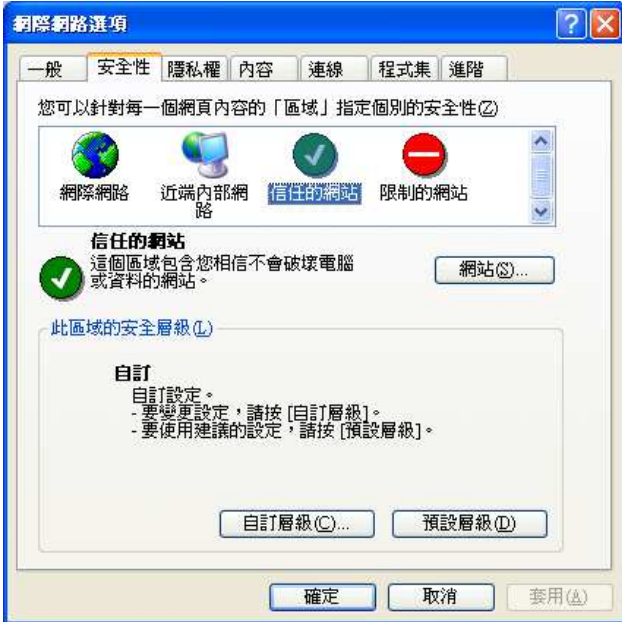 網際網路選項
一般 安全性 隱私權 內容 連線 程式集 進階
您可以針對每一個網頁內容的「區域」指定個別的安全性(Z)
網際網路 近端內部網路 信任的網站 限制的網站
信任的網站
這個區域包含您相信不會破壞電腦
或資料的網站。
網站(S)...
此區域的安全層級(L)
自訂
自訂設定。
- 要變更設定，請按 [自訂層級]。
- 要使用建議的設定，請按 [預設層級]。
自訂層級(C)... 預設層級(D)
確定 取消 套用(A)